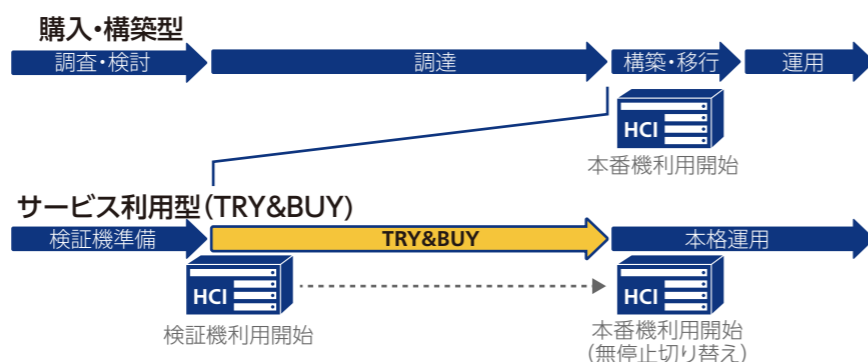 購入・構築型
調査・検討
調達
構築・移行
運用
HCI
本番機利用開始
サービス利用型(TRY&BUY)
検証機準備
TRY&BUY
本格運用
HCI
HCI
検証機利用開始
本番機利用開始
(無停止切り替え)